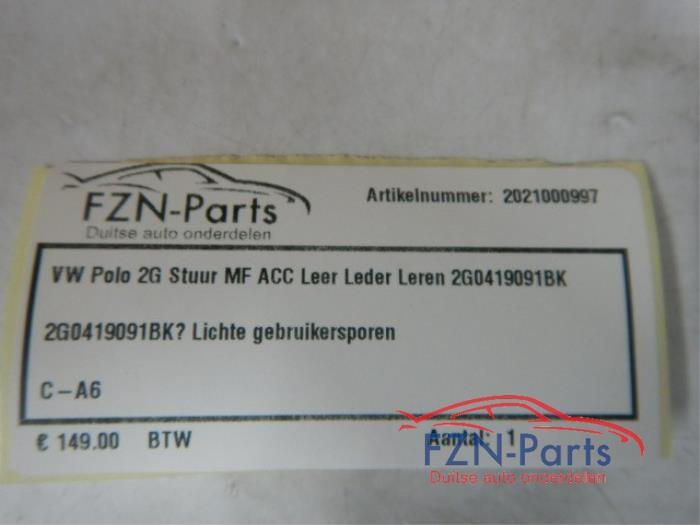 FZN-Parts
Duitse auto onderdelen
Artikelnummer: 2021000997
VW Polo 2G Stuur MF ACC Leer Leder Leren 2G0419091BK
2G0419091BK? Lichte gebruikersporen
C-A6
€ 149.00 BTW
Aantal: 1
FZN-Parts
Duitse auto onderdelen